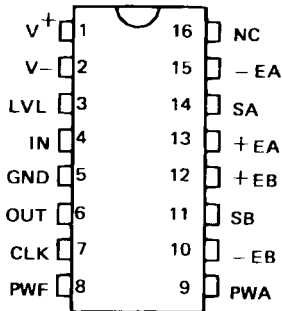 V+ 1 16 NC
V- 2 15 -EA
LVL 3 14 SA
IN 4 13 +EA
GND 5 12 +EB
OUT 6 11 SB
CLK 7 10 -EB
PWF 8 9 PWA